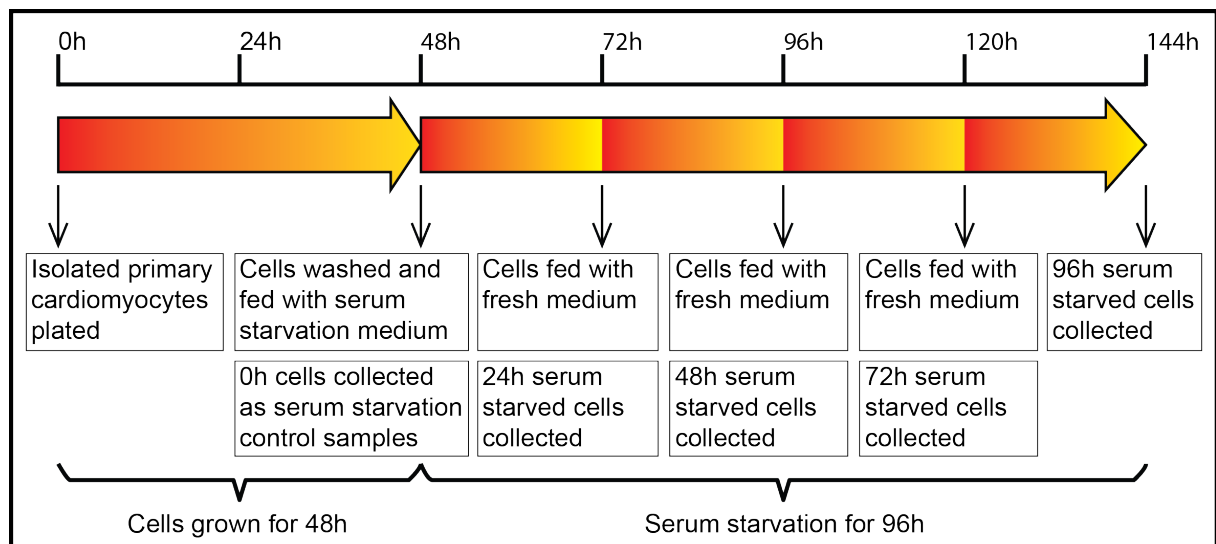 0h 24h 48h 72h 96h 120h 144h
Isolated primary
cardiomyocytes
plated
Cells washed and
fed with serum
starvation medium
0h cells collected
as serum starvation
control samples
Cells fed with
fresh medium
24h serum
starved cells
collected
Cells fed with
fresh medium
48h serum
starved cells
collected
Cells fed with
fresh medium
72h serum
starved cells
collected
96h serum
starved cells
collected
Cells grown for 48h
Serum starvation for 96h